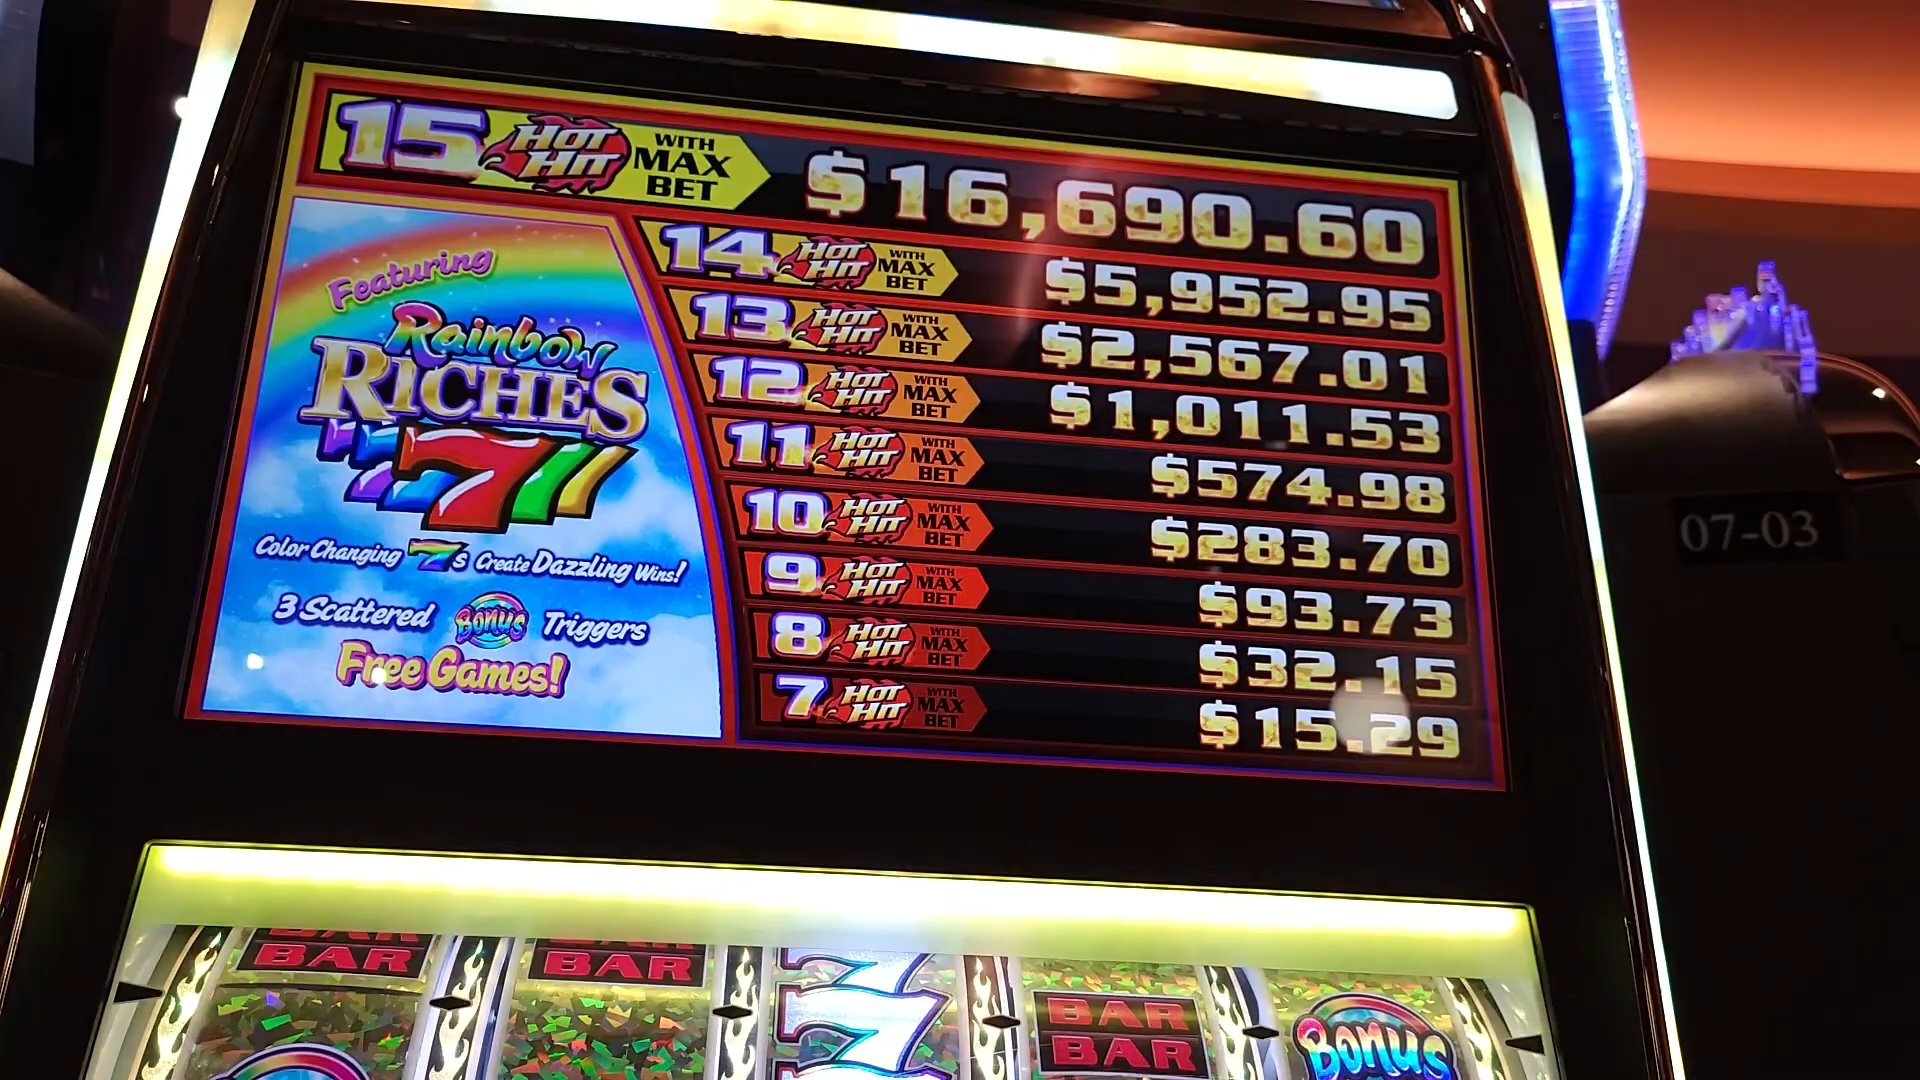 15 HOT HIT WITH MAX BET $16,690.60
14 HOT HIT WITH MAX BET $5,952.95
13 HOT HIT WITH MAX BET $2,567.01
12 HOT HIT WITH MAX BET $1,011.53
11 HOT HIT WITH MAX BET $574.98
10 HOT HIT WITH MAX BET $283.70
9 HOT HIT WITH MAX BET $93.73
8 HOT HIT WITH MAX BET $32.15
7 HOT HIT WITH MAX BET $15.29
Featuring
Rainbow
RICHES
7
Color Changing 7s Create Dazzling Wins!
3 Scattered Bonus Triggers
Free Games!
07-03
BAR BAR 7 BAR
BAR BAR 7 BAR Bonus